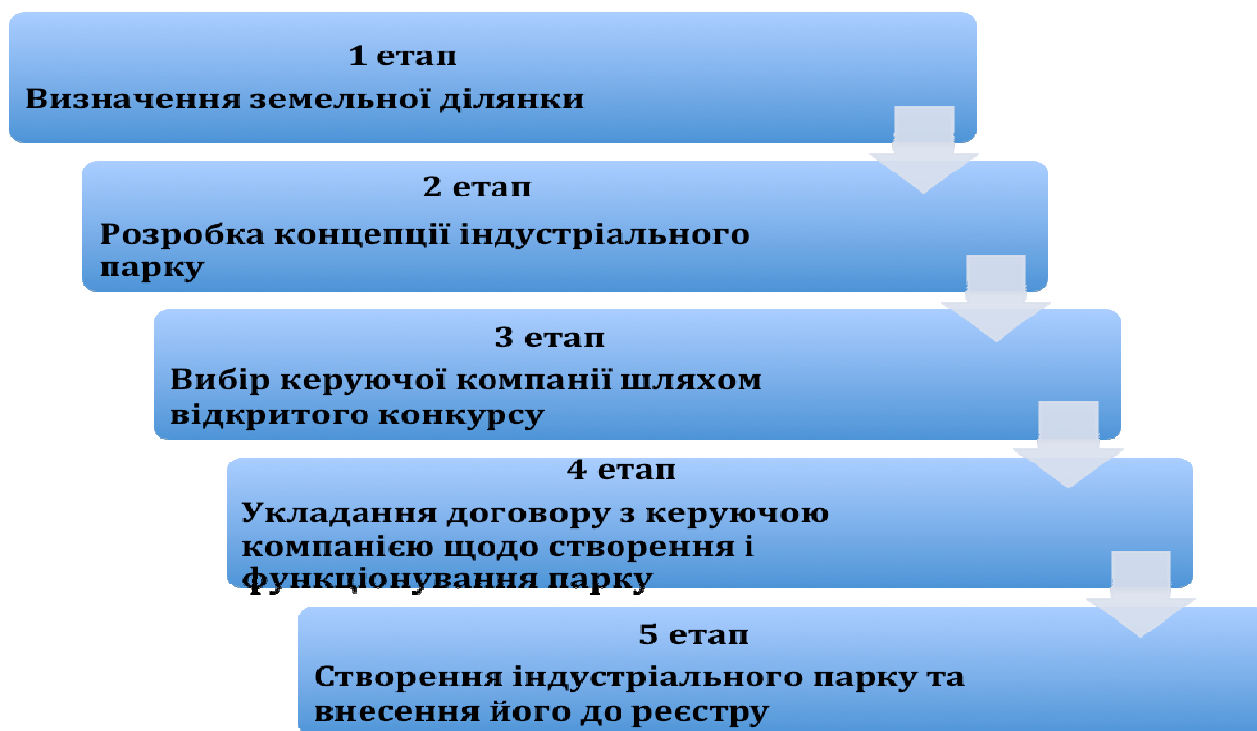 1 етап
Визначення земельної ділянки
2 етап
Розробка концепції індустріального
парку
3 етап
Вибір керуючої компанії шляхом
відкритого конкурсу
4 етап
Укладання договору з керуючою
компанією щодо створення і
функціонування парку
5 етап
Створення індустріального парку та
внесення його до реєстру